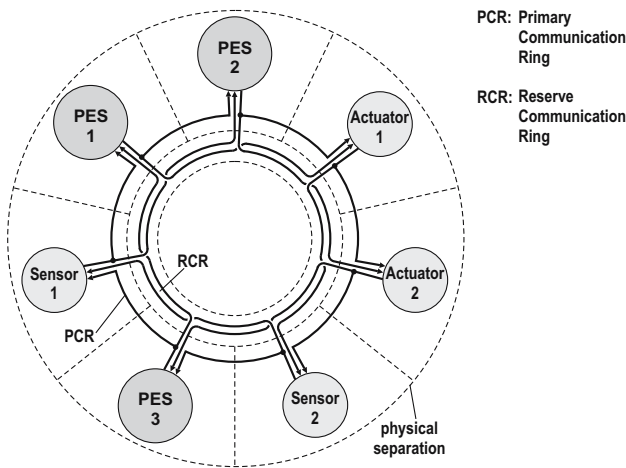 PCR: Primary
Communication
Ring
RCR: Reserve
Communication
Ring
PES
2
PES
1
Actuator
1
Sensor
1
RCR
Actuator
2
PCR
PES
3
Sensor
2
physical
separation